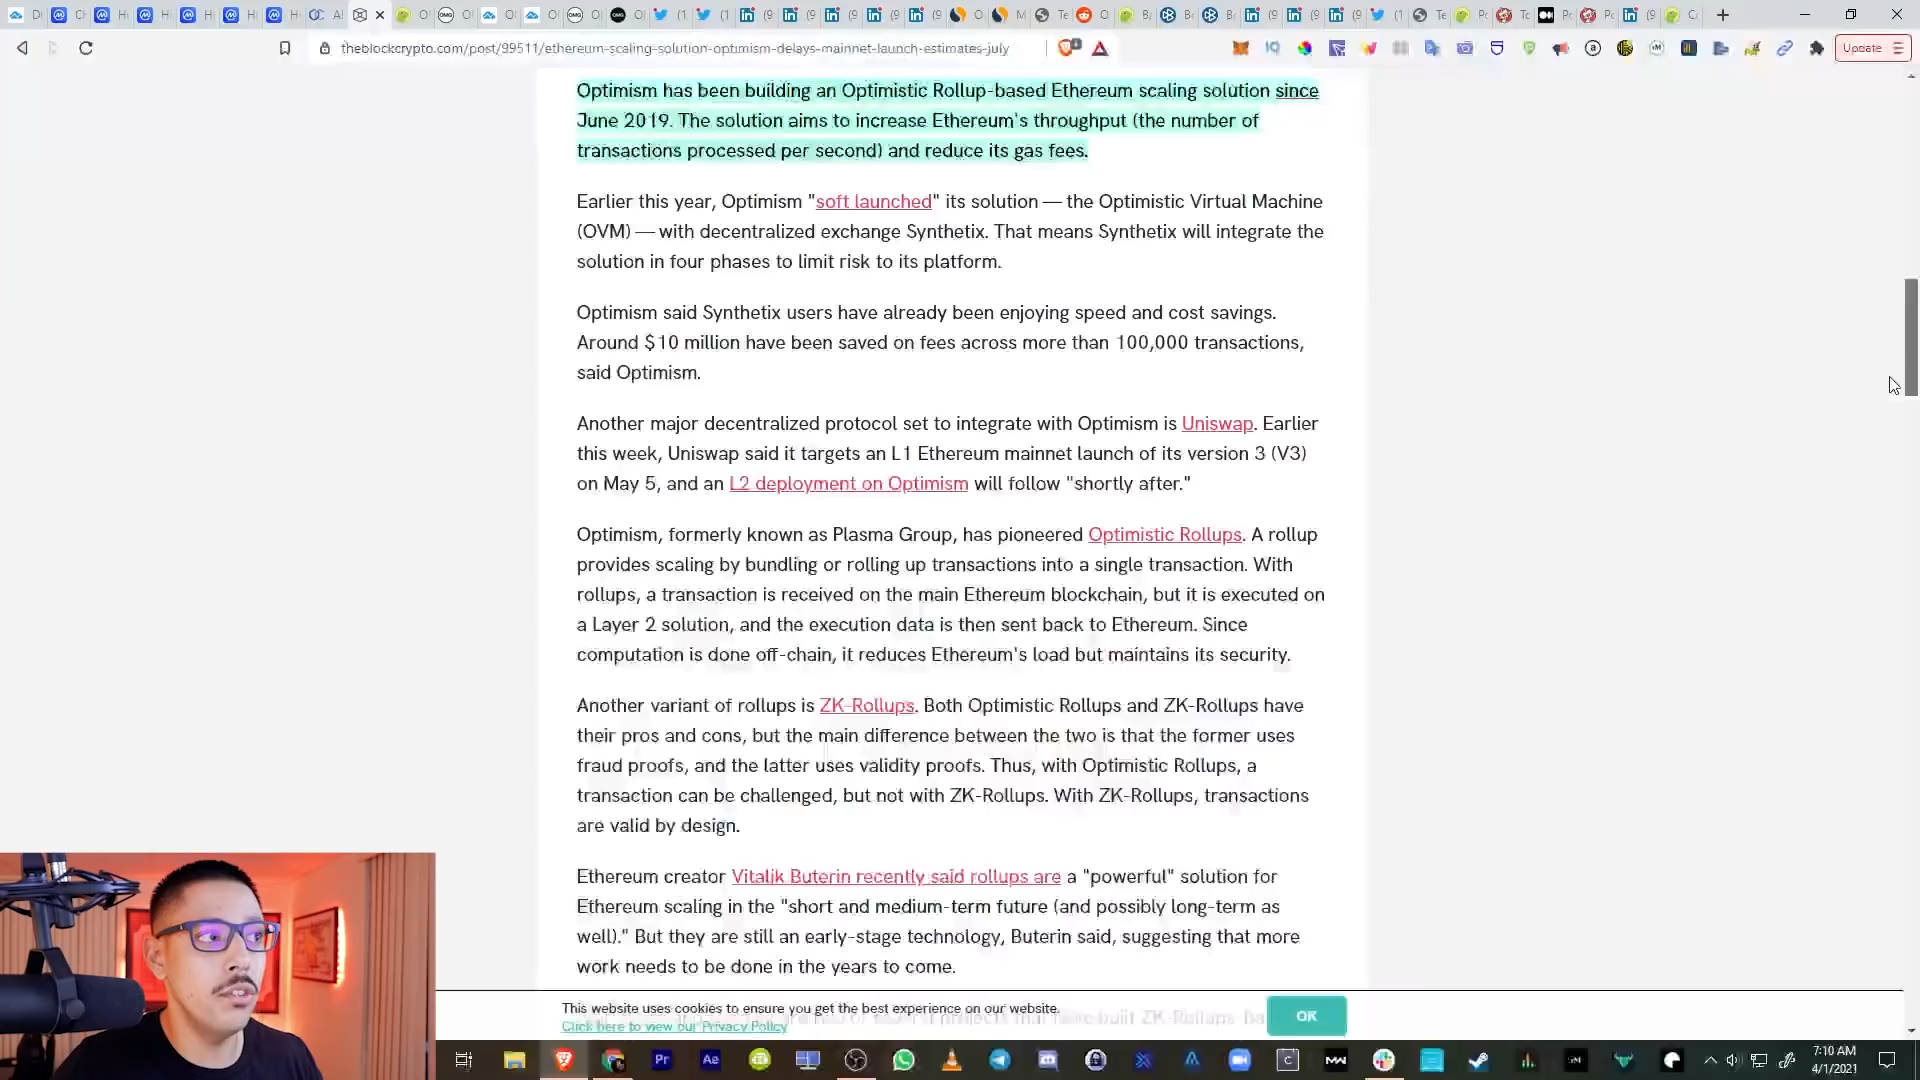 theblockcrypto.com/post/99511/ethereum-scaling-solution-optimism-delays-mainnet-launch-estimates-july
Update
Optimism has been building an Optimistic Rollup-based Ethereum scaling solution since
June 2019. The solution aims to increase Ethereum's throughput (the number of
transactions processed per second) and reduce its gas fees.
Earlier this year, Optimism "soft launched" its solution — the Optimistic Virtual Machine
(OVM) — with decentralized exchange Synthetix. That means Synthetix will integrate the
solution in four phases to limit risk to its platform.
Optimism said Synthetix users have already been enjoying speed and cost savings.
Around $10 million have been saved on fees across more than 100,000 transactions,
said Optimism.
Another major decentralized protocol set to integrate with Optimism is Uniswap. Earlier
this week, Uniswap said it targets an L1 Ethereum mainnet launch of its version 3 (V3)
on May 5, and an L2 deployment on Optimism will follow "shortly after."
Optimism, formerly known as Plasma Group, has pioneered Optimistic Rollups. A rollup
provides scaling by bundling or rolling up transactions into a single transaction. With
rollups, a transaction is received on the main Ethereum blockchain, but it is executed on
a Layer 2 solution, and the execution data is then sent back to Ethereum. Since
computation is done off-chain, it reduces Ethereum's load but maintains its security.
Another variant of rollups is ZK-Rollups. Both Optimistic Rollups and ZK-Rollups have
their pros and cons, but the main difference between the two is that the former uses
fraud proofs, and the latter uses validity proofs. Thus, with Optimistic Rollups, a
transaction can be challenged, but not with ZK-Rollups. With ZK-Rollups, transactions
are valid by design.
Ethereum creator Vitalik Buterin recently said rollups are a "powerful" solution for
Ethereum scaling in the "short and medium-term future (and possibly long-term as
well)." But they are still an early-stage technology, Buterin said, suggesting that more
work needs to be done in the years to come.
This website uses cookies to ensure you get the best experience on our website.
Click here to view our Privacy Policy
OK
7:10 AM
4/1/2021